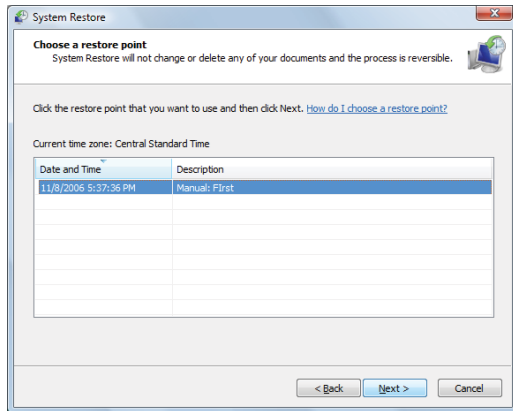 System Restore
Choose a restore point
System Restore will not change or delete any of your documents and the process is reversible.
Click the restore point that you want to use and then click Next. How do I choose a restore point?
Current time zone: Central Standard Time
Date and Time Description
11/8/2006 5:37:36 PM Manual: FIrst
< Back Next > Cancel